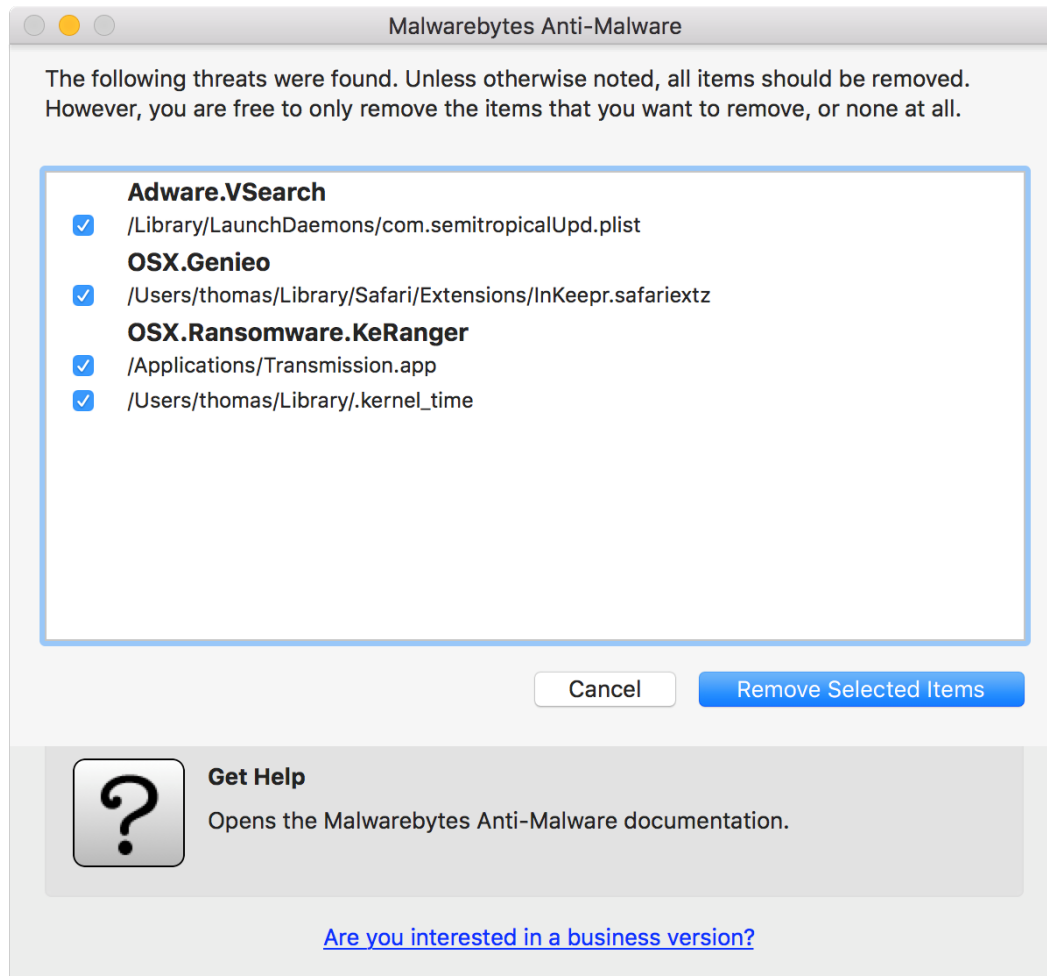 Malwarebytes Anti-Malware
The following threats were found. Unless otherwise noted, all items should be removed.
However, you are free to only remove the items that you want to remove, or none at all.
Adware.VSearch
/Library/LaunchDaemons/com.semitropicalUpd.plist
OSX.Genieo
/Users/thomas/Library/Safari/Extensions/InKeepr.safariextz
OSX.Ransomware.KeRanger
/Applications/Transmission.app
/Users/thomas/Library/.kernel_time
Cancel
Remove Selected Items
?
Get Help
Opens the Malwarebytes Anti-Malware documentation.
Are you interested in a business version?